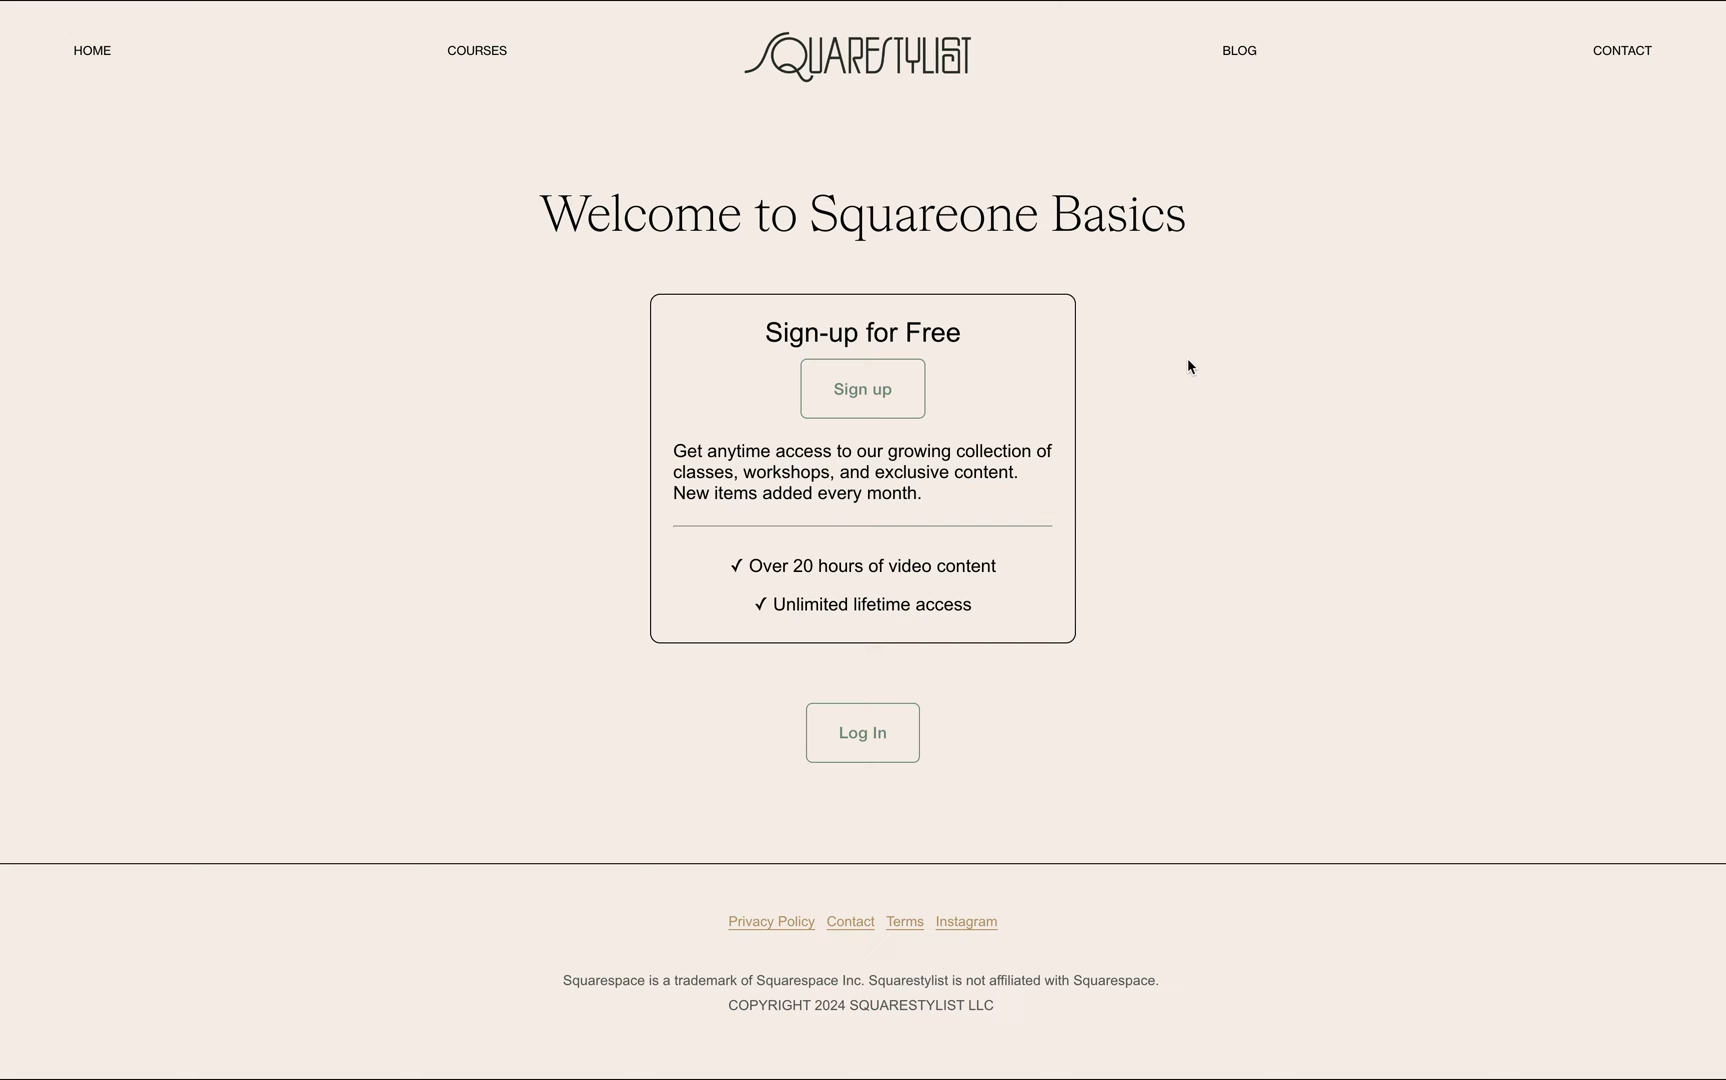 HOME
COURSES
SQUARESTYLIST
BLOG
CONTACT
Welcome to Squareone Basics
Sign-up for Free
Sign up
Get anytime access to our growing collection of
classes, workshops, and exclusive content.
New items added every month.
✓ Over 20 hours of video content
✓ Unlimited lifetime access
Log In
Privacy Policy Contact Terms Instagram
Squarespace is a trademark of Squarespace Inc. Squarestylist is not affiliated with Squarespace.
COPYRIGHT 2024 SQUARESTYLIST LLC